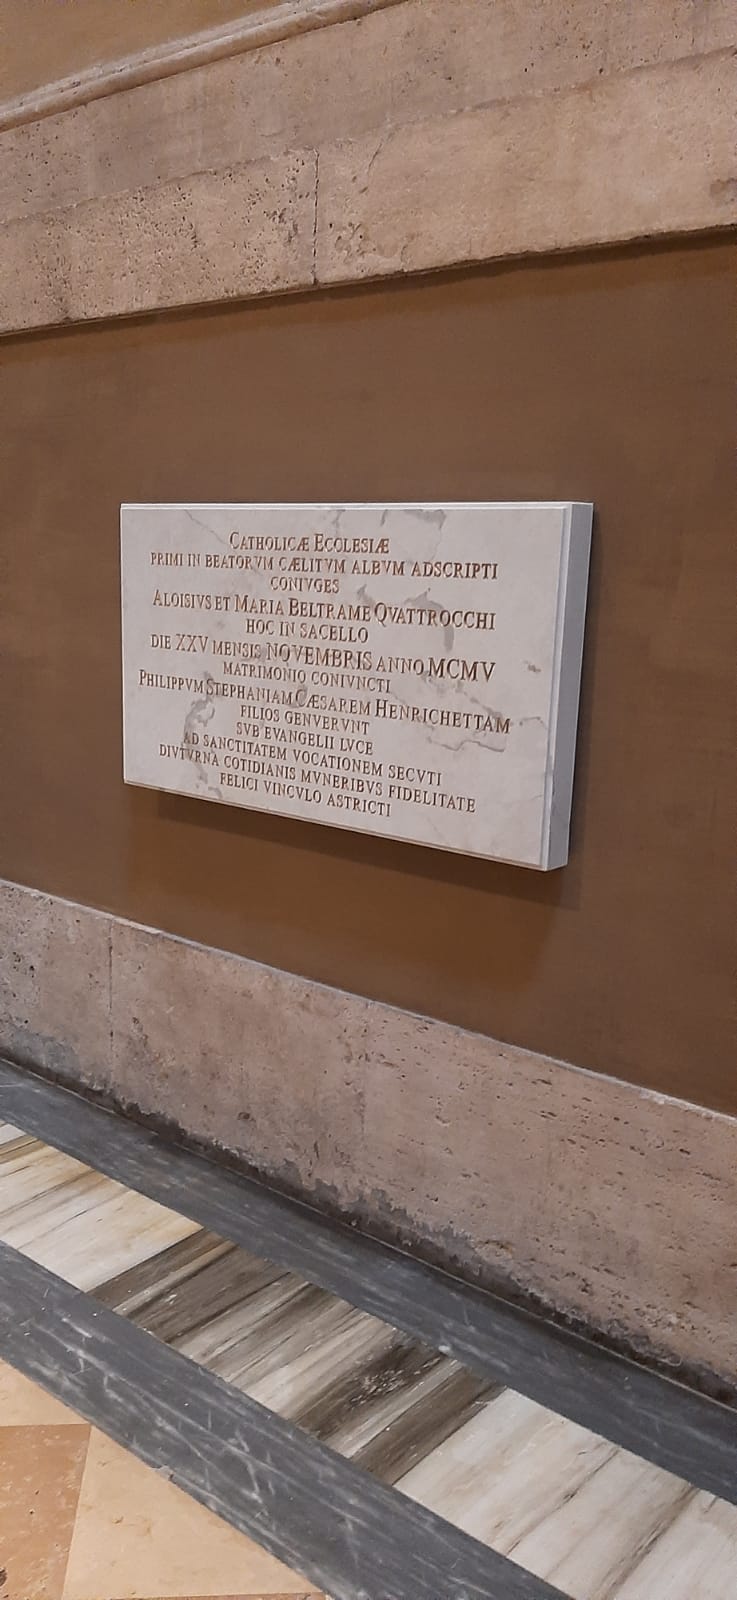 CATHOLICÆ ECCLESIÆ
PRIMI IN BEATORVM CÆLITVM ALBVM ADSCRIPTI
CONIVGES
ALOISIVS ET MARIA BELTRAME QVATTROCCHI
HOC IN SACELLO
DIE XXV MENSIS NOVEMBRIS ANNO MCMV
MATRIMONIO CONIVNCTI
PHILIPPVM STEPHANIAM CÆSAREM HENRICHETTAM
FILIOS GENVERVNT
SVB EVANGELII LVCE
AD SANCTITATEM VOCATIONEM SECVTI
DIVTVRNA COTIDIANIS MVNERIBVS FIDELITATE
FELICI VINCVLO ASTRICTI